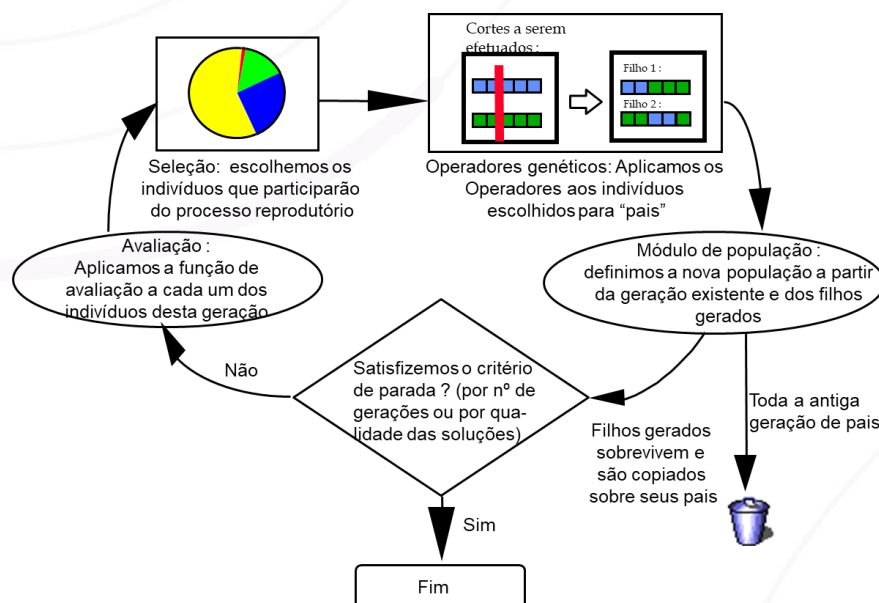 Cortes a serem
efetuados :
Filho 1 :
Filho 2 :
Seleção: escolhemos os
indivíduos que participarão
do processo reprodutório
Operadores genéticos: Aplicamos os
Operadores aos indivíduos
escolhidos para “pais”
Avaliação :
Aplicamos a função de
avaliação a cada um dos
indivíduos desta geração
Módulo de população :
definimos a nova população a partir
da geração existente e dos filhos
gerados
Não
Satisfizemos o critério
de parada ? (por nº de
gerações ou por qua-
lidade das soluções)
Filhos gerados
sobrevivem e
são copiados
sobre seus pais
Toda a antiga
geração de pais
Sim
Fim